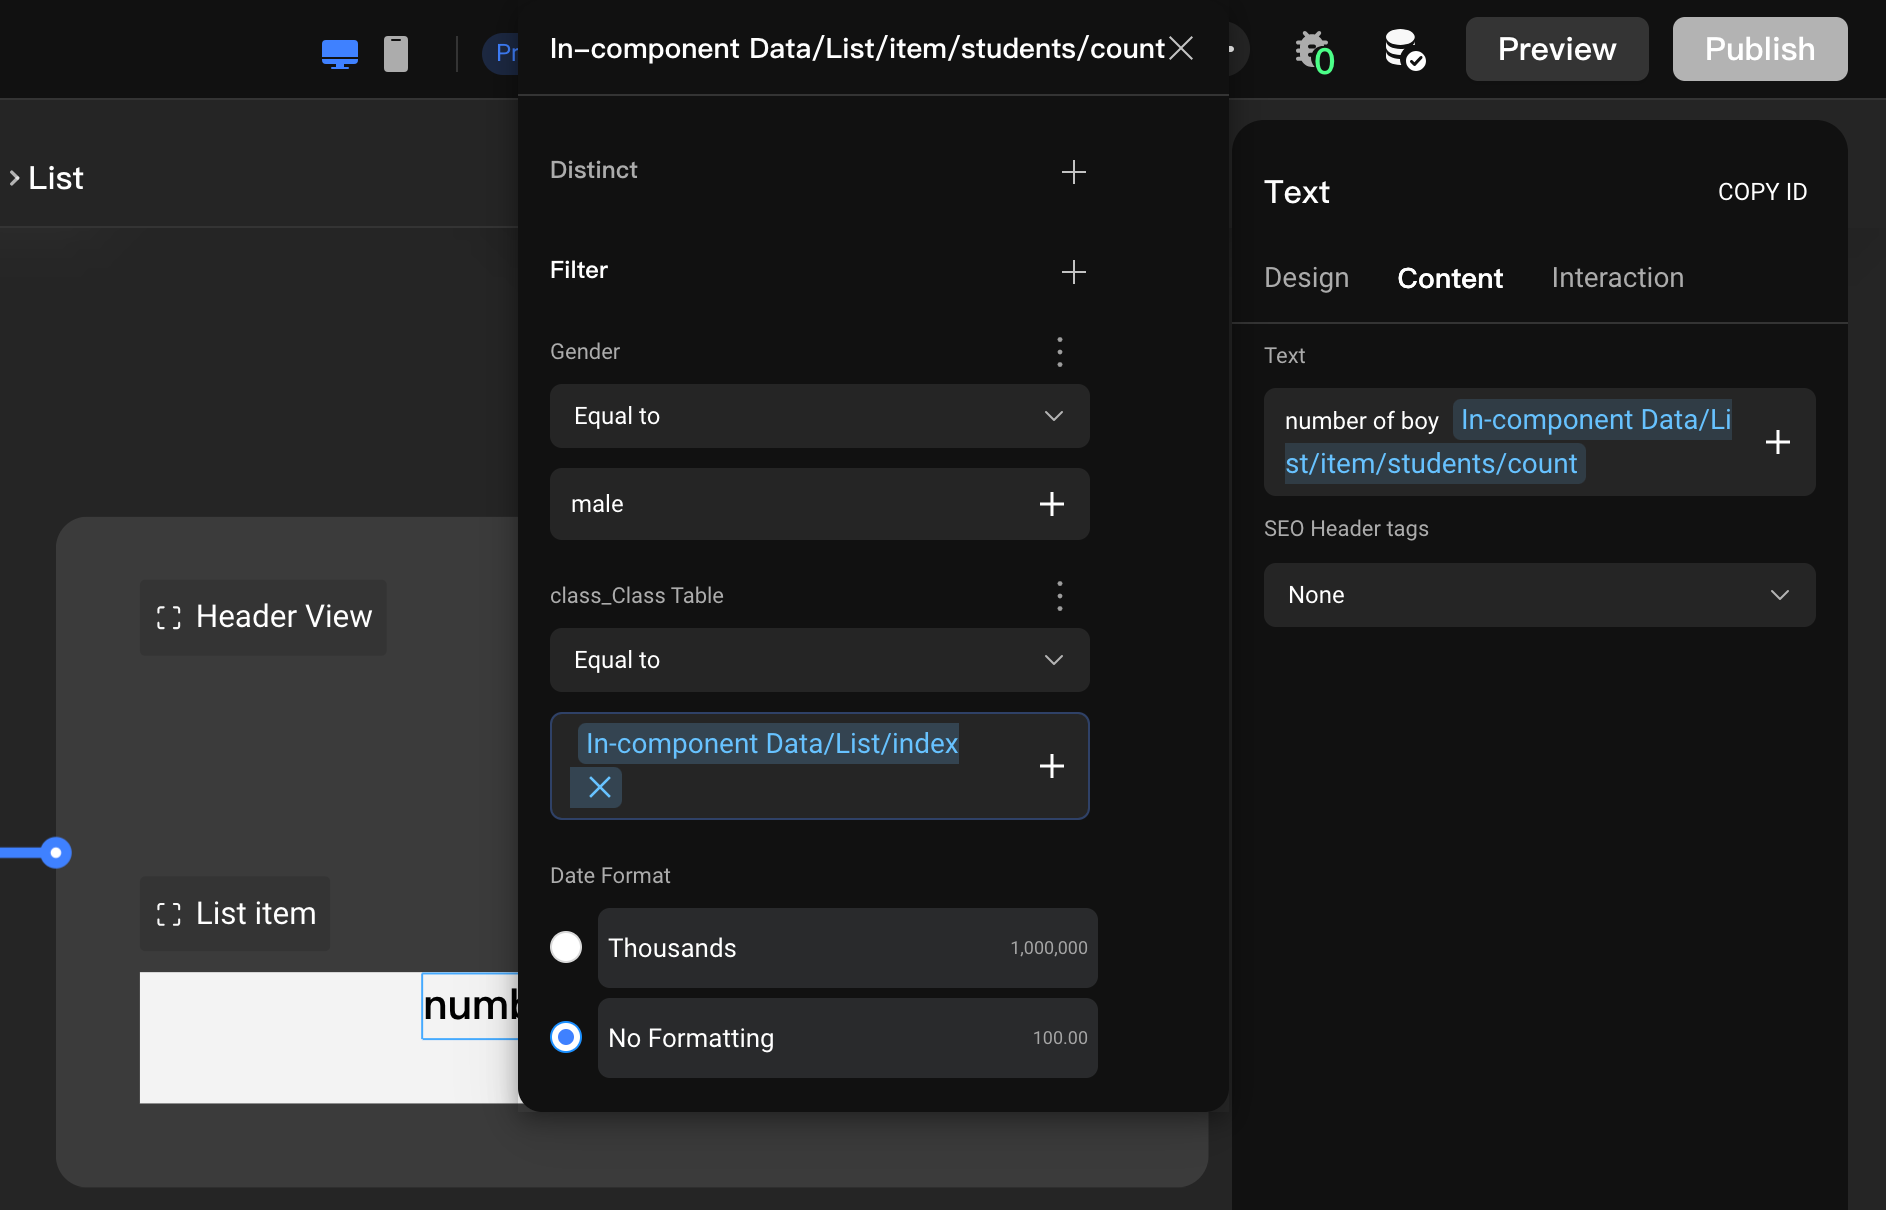 Pr
In-component Data/List/item/students/count
0
Preview
Publish
List
Distinct
Filter
Gender
Equal to
male
class_Class Table
Equal to
In-component Data/List/index
Date Format
Thousands
1,000,000
No Formatting
100.00
Header View
List item
numb
Text
COPY ID
Design
Content
Interaction
Text
number of boy In-component Data/Li
st/item/students/count
SEO Header tags
None